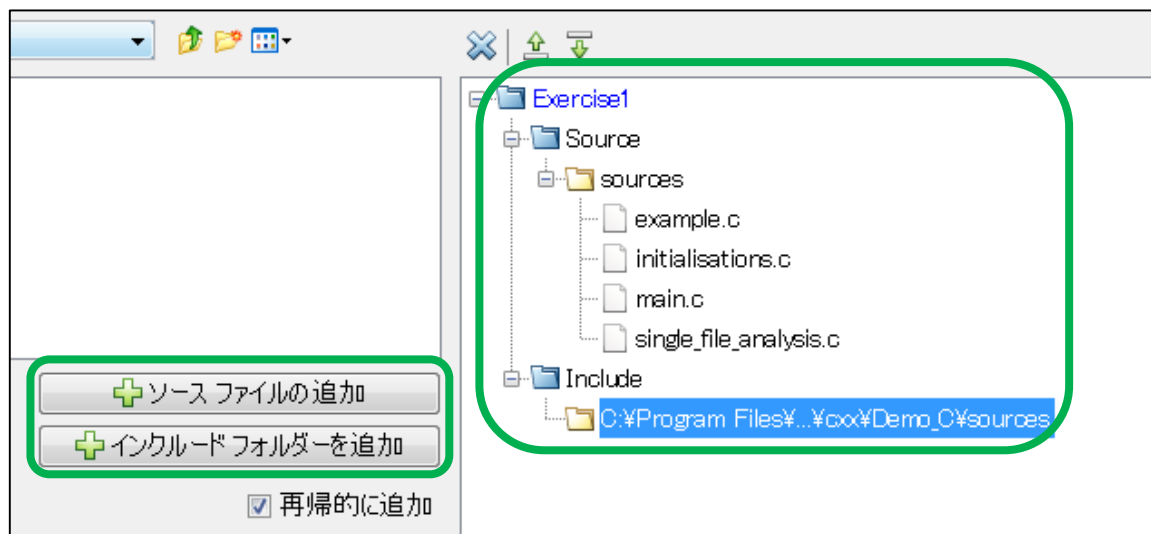 Exercise1
Source
sources
example.c
initialisations.c
main.c
single_file_analysis.c
Include
C:¥Program Files¥...¥cxx¥Demo_C¥sources
ソース ファイルの追加
インクルード フォルダーを追加
再帰的に追加